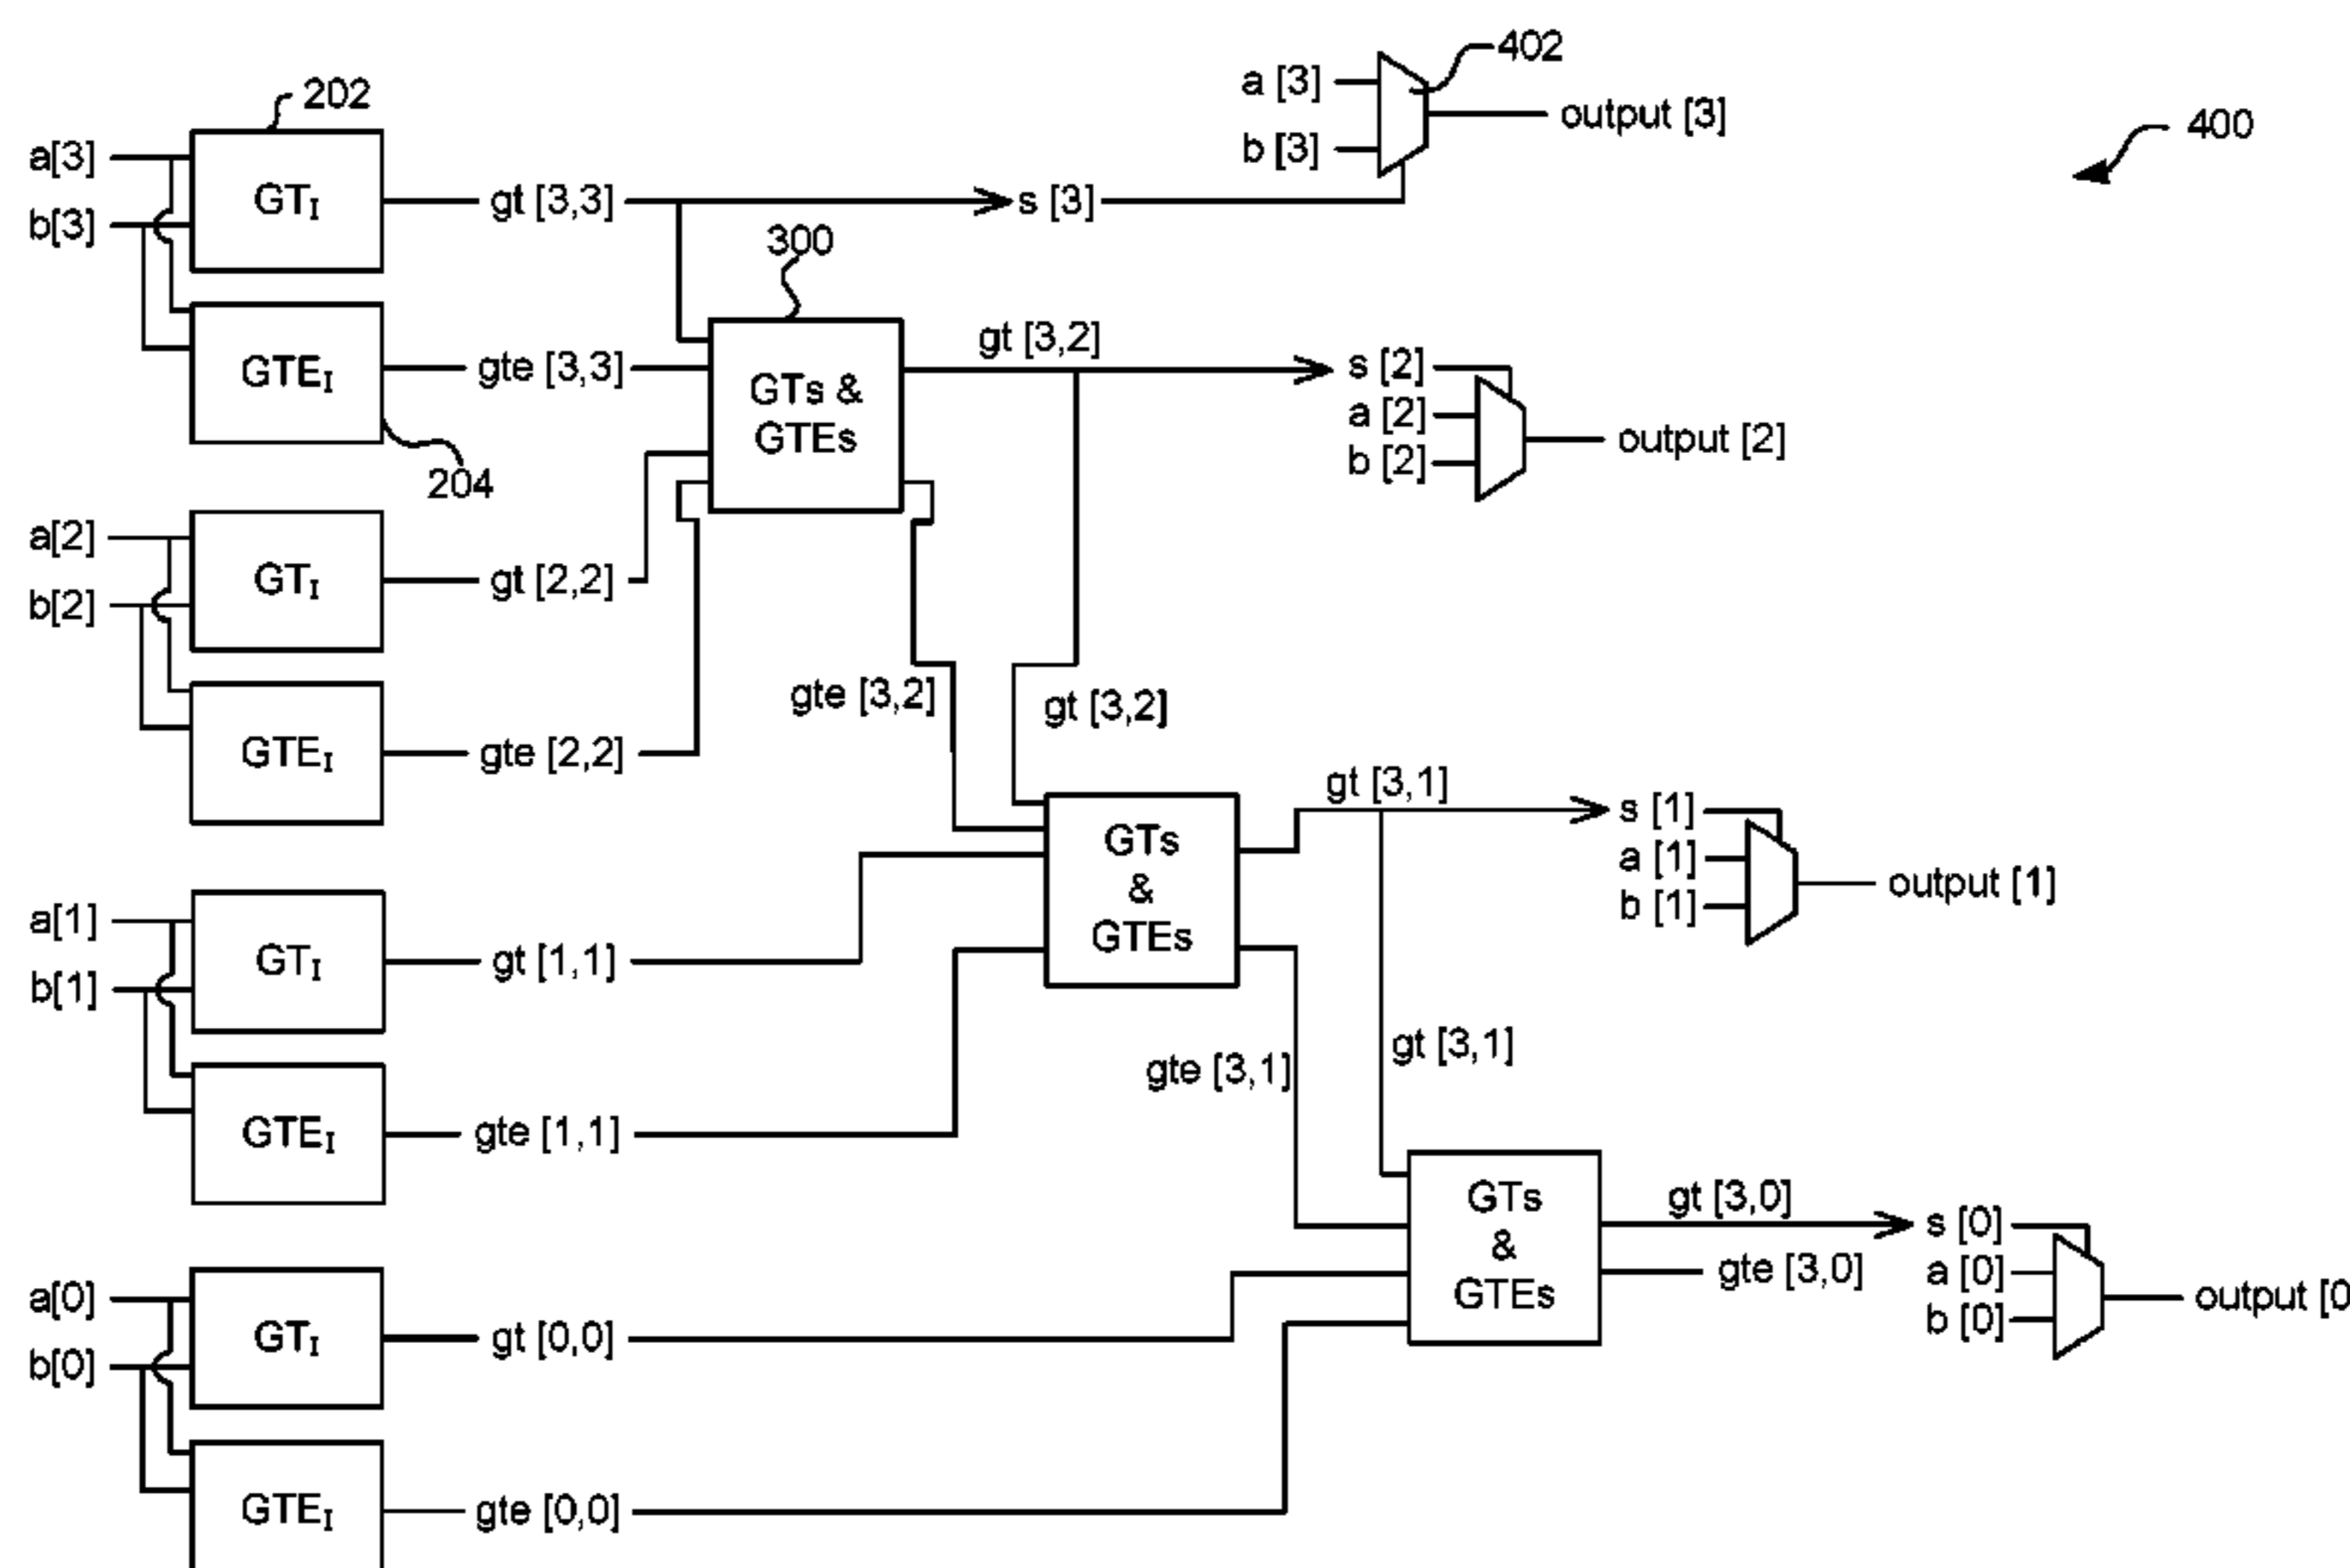 402
a [3]
output [3]
b [3]
400
202
a[3]
GTI
b[3]
gt [3,3]
s [3]
300
gt [3,2]
s [2]
GTEI
gte [3,3]
GTs &
GTEs
a [2]
output [2]
b [2]
204
a[2]
GTI
gt [2,2]
b[2]
gte [3,2]
gt [3,2]
GTEI
gte [2,2]
gt [3,1]
s [1]
GTs
&
GTEs
a [1]
output [1]
b [1]
a[1]
GTI
gt [1,1]
b[1]
gte [3,1]
gt [3,1]
GTEI
gte [1,1]
GTs
&
GTEs
gt [3,0]
s [0]
gte [3,0]
a [0]
output [0
b [0]
a[0]
GTI
gt [0,0]
b[0]
GTEI
gte [0,0]